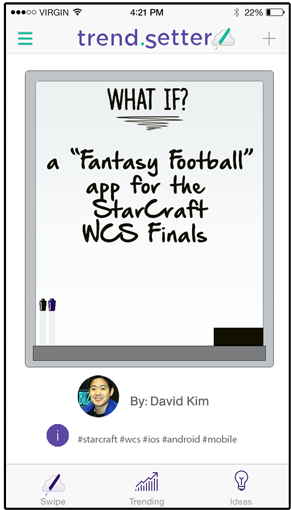 VIRGIN 4:21 PM 22%
trend.setter +
WHAT IF?
a "Fantasy Football"
app for the
StarCraft
WCS Finals
By: David Kim
i #starcraft #wcs #ios #android #mobile
Swipe Trending Ideas